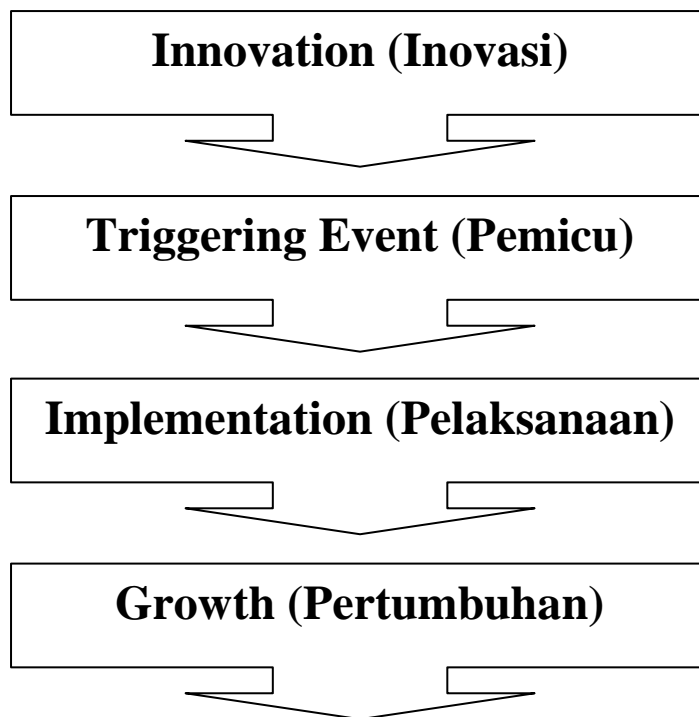 Innovation (Inovasi)
Triggering Event (Pemicu)
Implementation (Pelaksanaan)
Growth (Pertumbuhan)